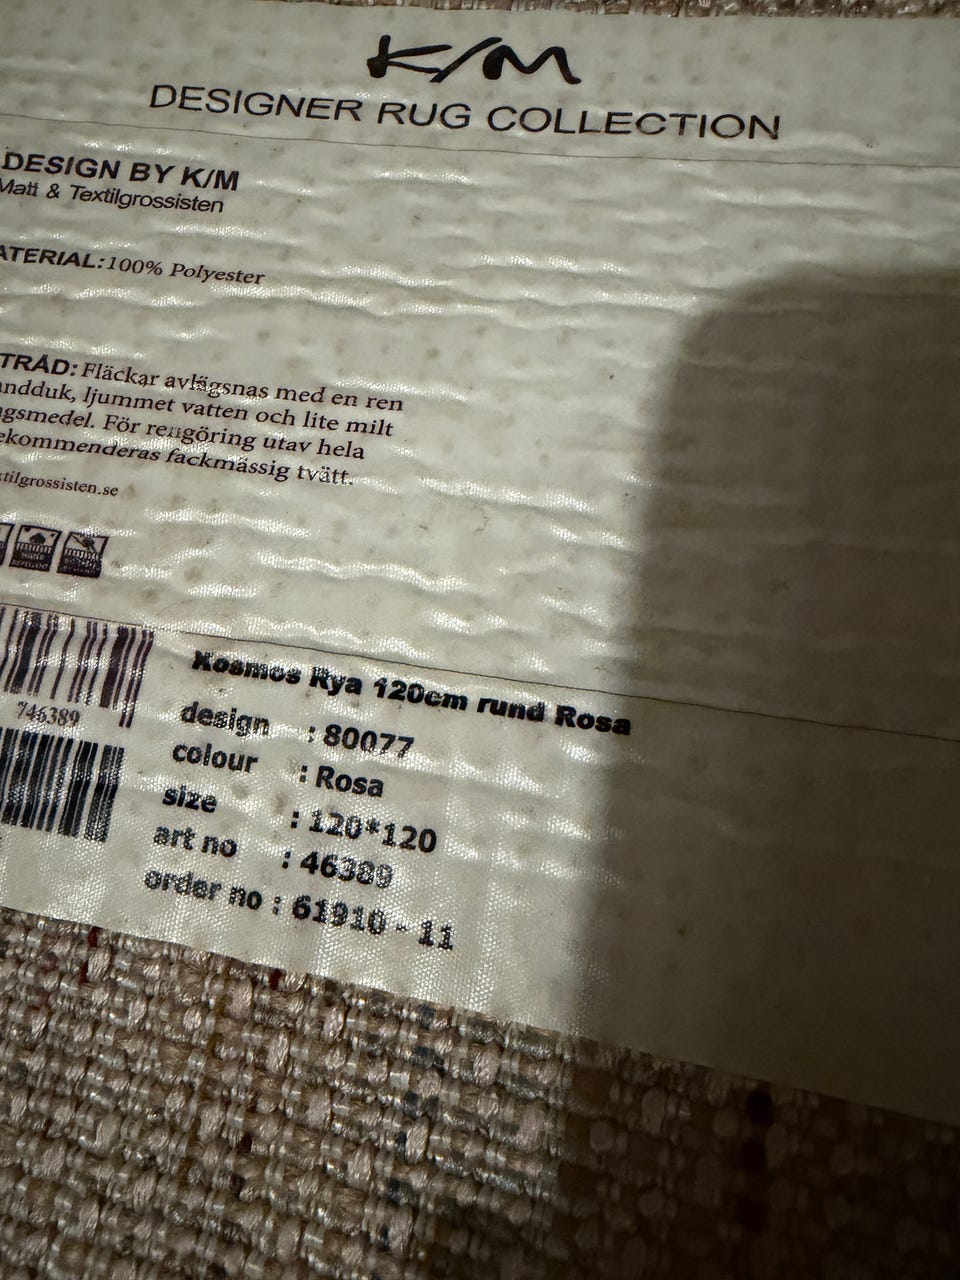 K/M
DESIGNER RUG COLLECTION
DESIGN BY K/M
Matt & Textilgrossisten
ATERIAL:100% Polyester
TRÅD: Fläckar avlägsnas med en ren
andduk, ljummet vatten och lite milt
gsmedel. För rengöring utav hela
ekommenderas fackmässig tvätt.
tilgrossisten.se
WATER
746389
Kosmos Rya 120cm rund Rosa
design : 80077
colour : Rosa
size : 120*120
art no : 46389
order no : 61910 - 11